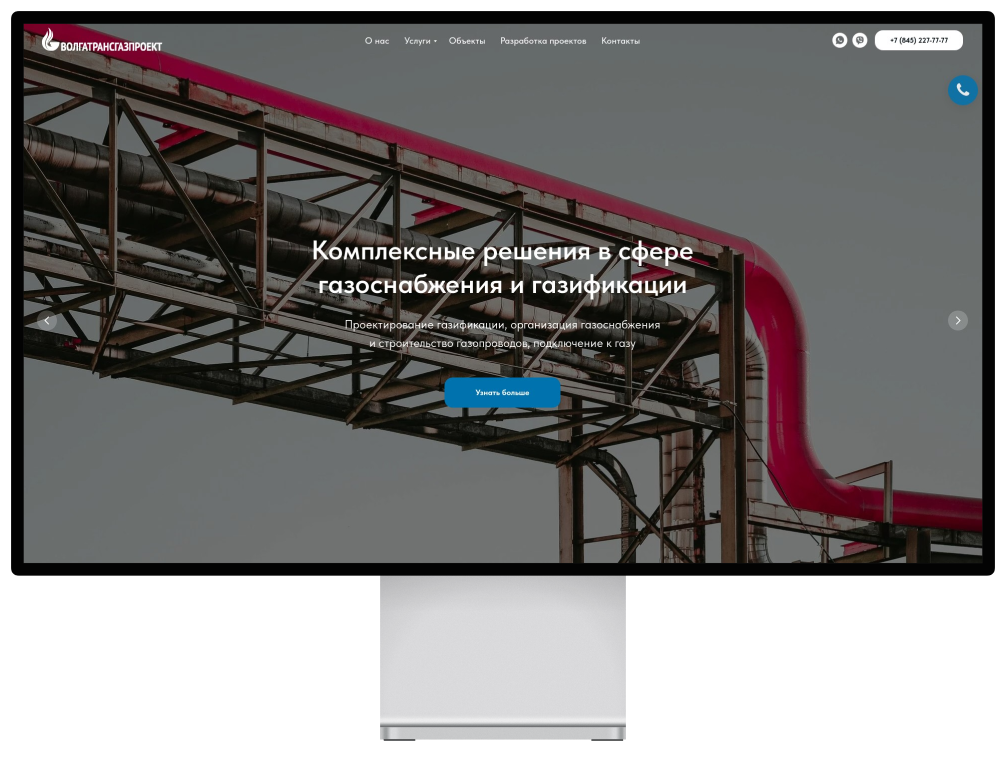 ВОЛГАТРАНСГАЗПРОЕКТ
О нас Услуги Объекты Разработка проектов Контакты
+7 (845) 227-77-77
Комплексные решения в сфере
газоснабжения и газификации
Проектирование газификации, организация газоснабжения
и строительство газопроводов, подключение к газу
Узнать больше